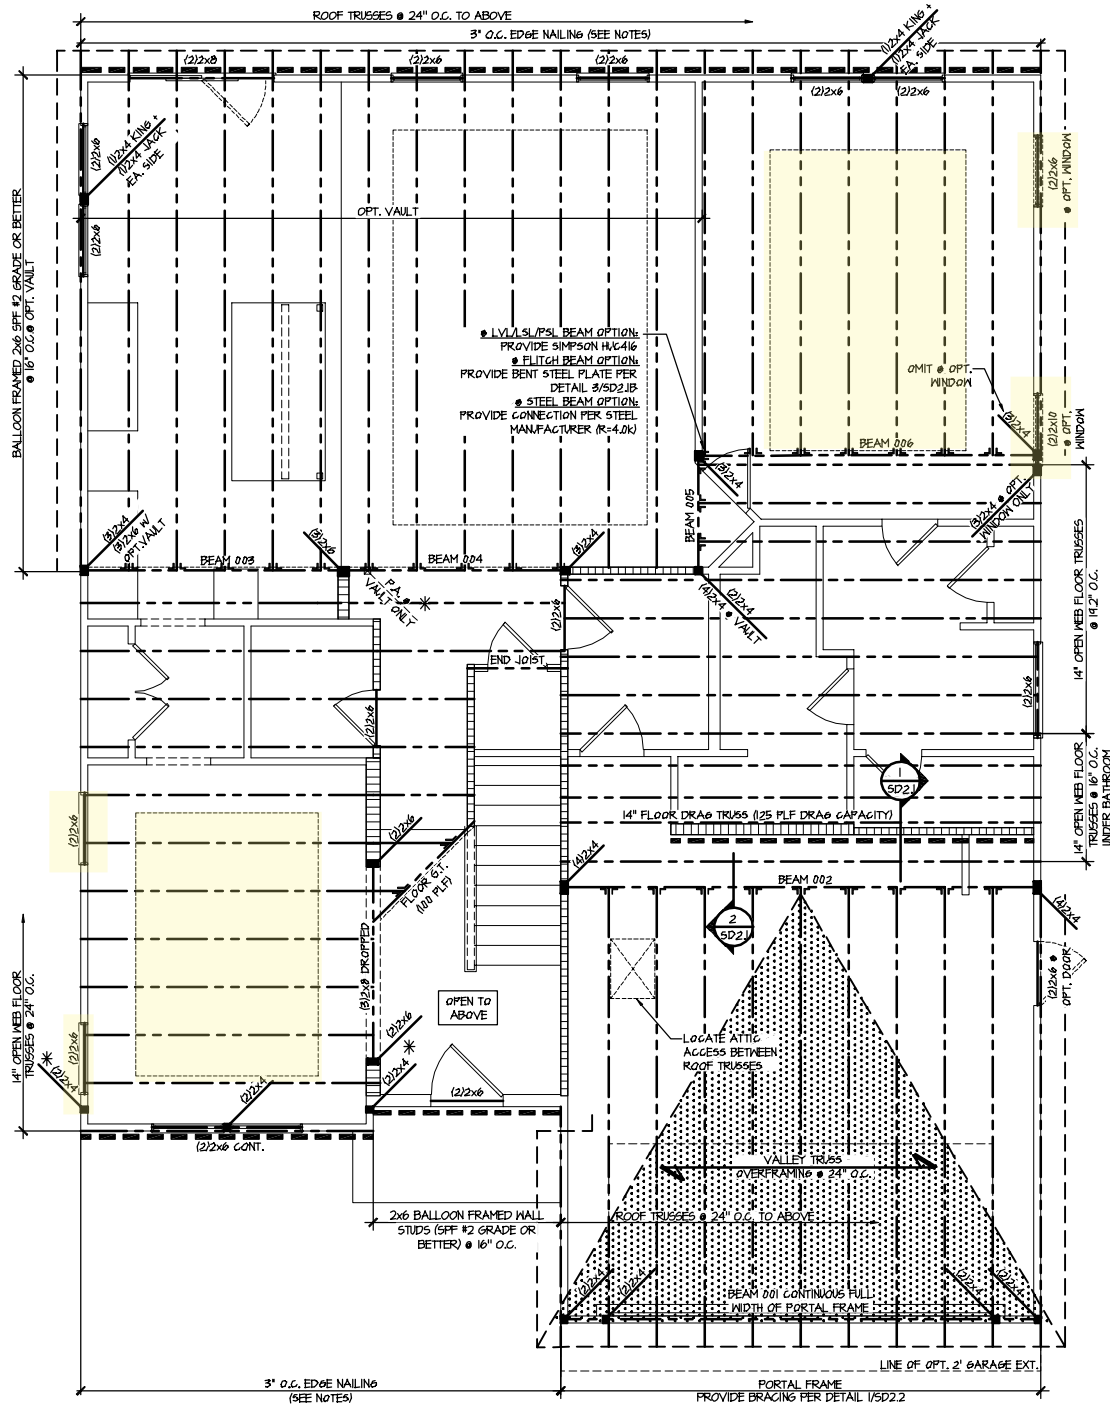 ROOF TRUSSES @ 24" O.C. TO ABOVE
3" O.C. EDGE NAILING (SEE NOTES)
(1)2x4 KING +
(1)2x4 JACK
EA. SIDE
(2)2x8
(2)2x6
(2)2x6
(2)2x6
(2)2x6
(2)2x6
(1)2x4 KING +
(1)2x4 JACK
EA. SIDE
(2)2x6
(2)2x6
@ OPT. WINDOW
BALLOON FRAMED 2x6 SPF #2 GRADE OR BETTER
@ 16" O.C.@ OPT. VAULT
OPT. VAULT
@ LVL/LSL/PSL BEAM OPTION:
PROVIDE SIMPSON HUC416
@ FLITCH BEAM OPTION:
PROVIDE BENT STEEL PLATE PER
DETAIL 3/SD2.1B
@ STEEL BEAM OPTION:
PROVIDE CONNECTION PER STEEL
MANUFACTURER (R=4.0k)
OMIT @ OPT.
WINDOW
(3)2x4
(2)2x10
@ OPT.
WINDOW
BEAM 006
(3)2x4
BEAM 005
(3)2x4 @ OPT.
WINDOW ONLY
(3)2x4
(3)2x6 W/
OPT.VAULT
BEAM 003
(3)2x6
BEAM 004
(3)2x4
P.A. @
VAULT ONLY
(2)2x6
(2)2x4
(4)2x4 @ VAULT
14" OPEN WEB FLOOR TRUSSES
@ 19.2" O.C.
END JOIST
(2)2x6
(2)2x6
14" OPEN WEB FLOOR
TRUSSES @ 16" O.C.
UNDER BATHROOM
1
SD2.1
14" FLOOR DRAG TRUSS (125 PLF DRAG CAPACITY)
(2)2x6
(2)2x6
FLOOR G.T.
(100 PLF)
(4)2x4
BEAM 002
(4)2x4
2
SD2.1
(3)2x8 DROPPED
(2)2x6 @
OPT. DOOR
14" OPEN WEB FLOOR
TRUSSES @ 24" O.C.
OPEN TO
ABOVE
LOCATE ATTIC
ACCESS BETWEEN
ROOF TRUSSES
(2)2x6
(2)2x6
(2)2x4
(2)2x4
(2)2x4
(2)2x6
(2)2x6 CONT.
VALLEY TRUSS
OVERFRAMING @ 24" O.C.
2x6 BALLOON FRAMED WALL
STUDS (SPF #2 GRADE OR
BETTER) @ 16" O.C.
ROOF TRUSSES @ 24" O.C. TO ABOVE
(2)2x4
(2)2x4
(2)2x4
(2)2x4
BEAM 001 CONTINUOUS FULL
WIDTH OF PORTAL FRAME
LINE OF OPT. 2' GARAGE EXT.
3" O.C. EDGE NAILING
(SEE NOTES)
PORTAL FRAME
PROVIDE BRACING PER DETAIL 1/SD2.2